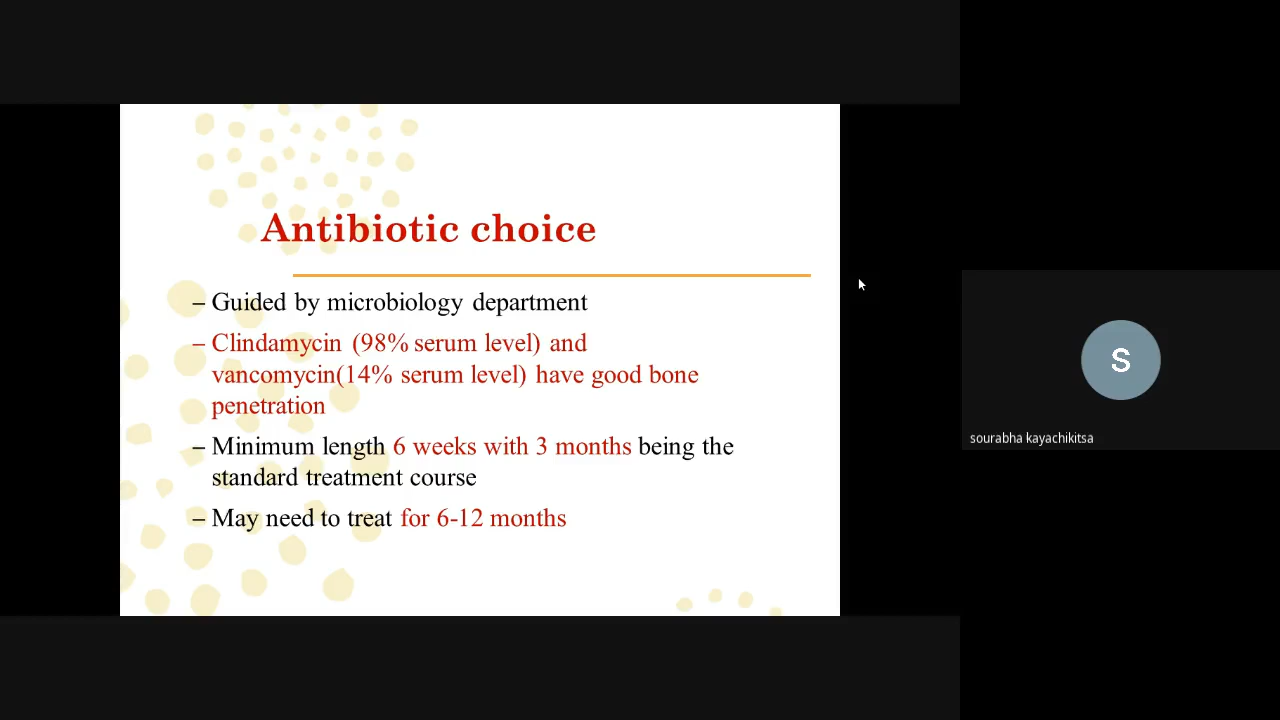 Antibiotic choice
– Guided by microbiology department
– Clindamycin (98% serum level) and
vancomycin(14% serum level) have good bone
penetration
– Minimum length 6 weeks with 3 months being the
standard treatment course
– May need to treat for 6-12 months
S
sourabha kayachikitsa